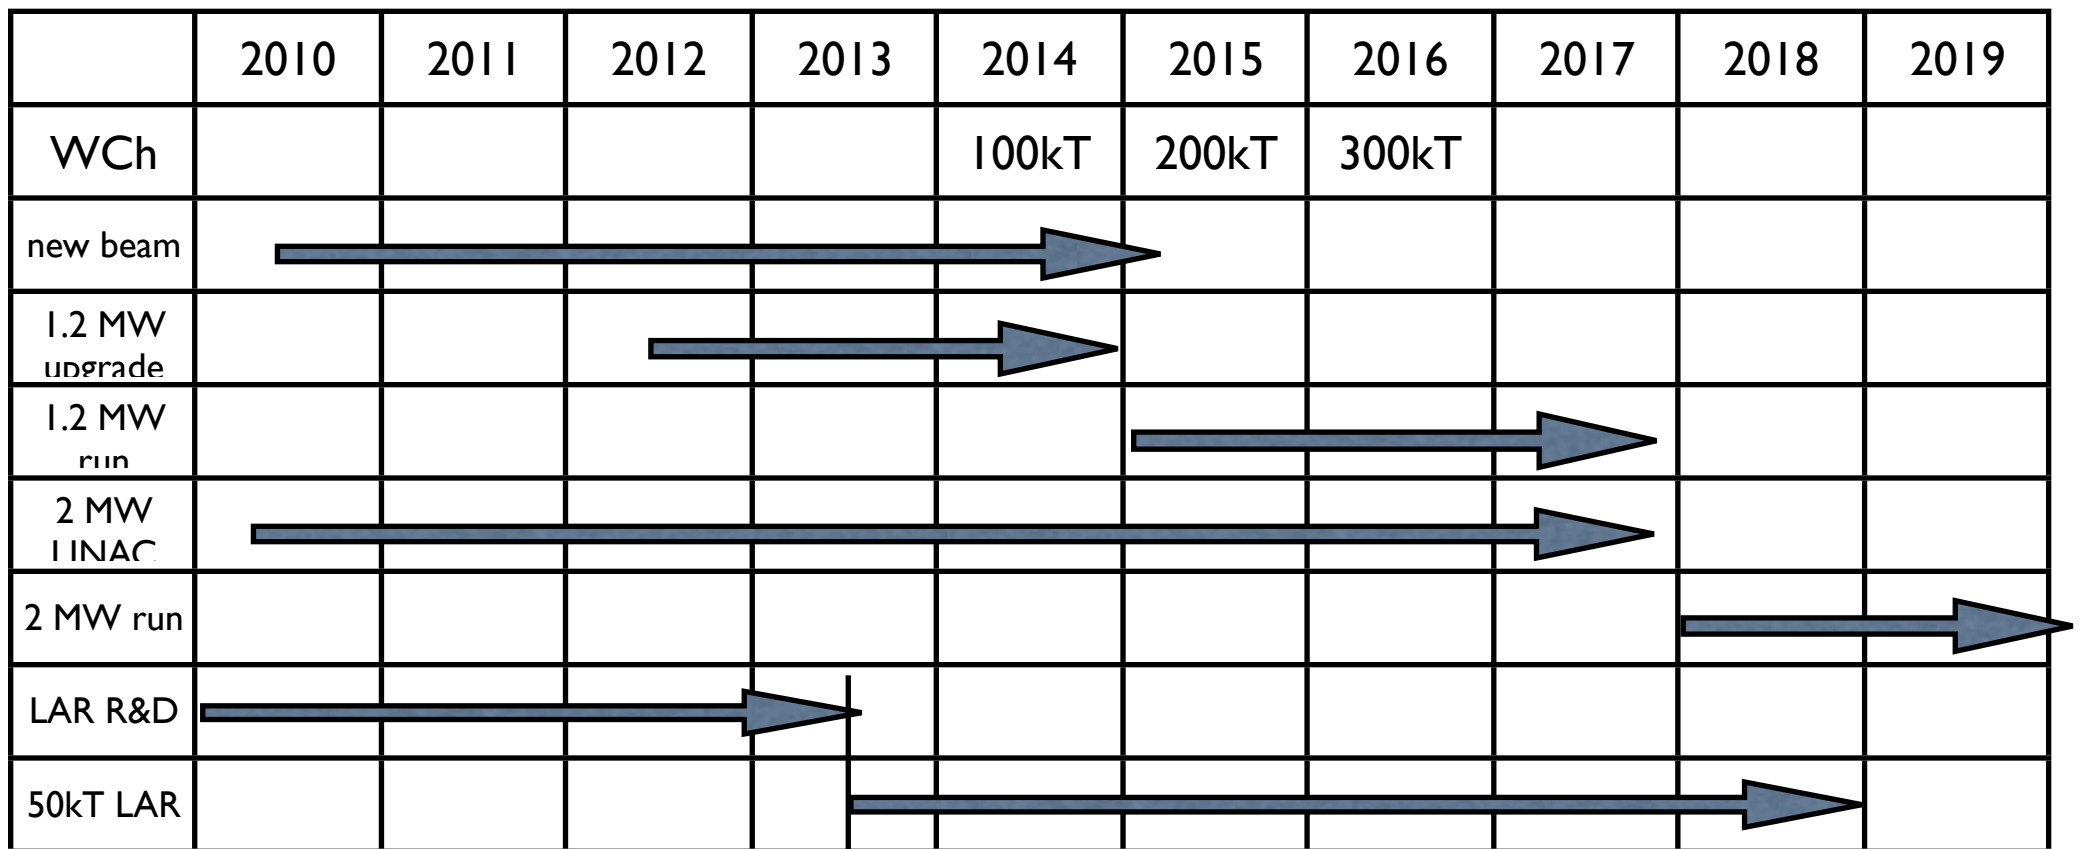 2010 2011 2012 2013 2014 2015 2016 2017 2018 2019
WCh 100kT 200kT 300kT
new beam
1.2 MW
upgrade
1.2 MW
run
2 MW
LINAC
2 MW run
LAR R&D
50kT LAR